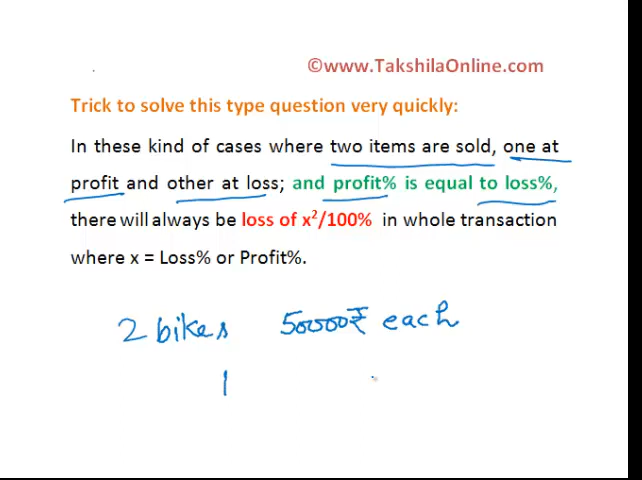 ©www.TakshilaOnline.com
Trick to solve this type question very quickly:
In these kind of cases where two items are sold, one at
profit and other at loss; and profit% is equal to loss%,
there will always be loss of x²/100% in whole transaction
where x = Loss% or Profit%.
2 bikes 50000₹ each
1